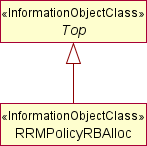 «InformationObjectClass»
Top
«InformationObjectClass»
RRMPolicyRBAlloc